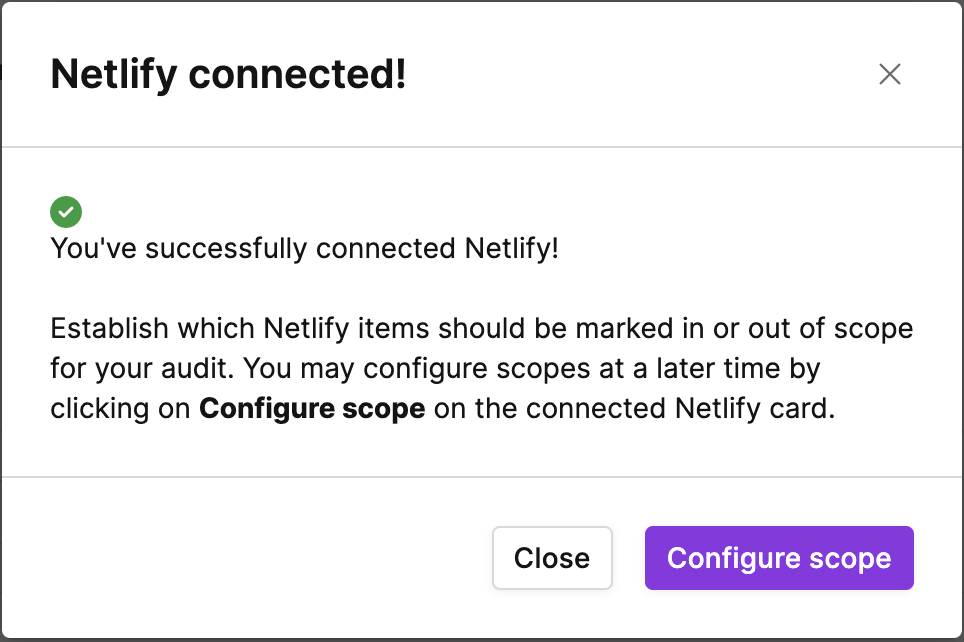 Netlify connected!
You've successfully connected Netlify!
Establish which Netlify items should be marked in or out of scope
for your audit. You may configure scopes at a later time by
clicking on Configure scope on the connected Netlify card.
Close
Configure scope